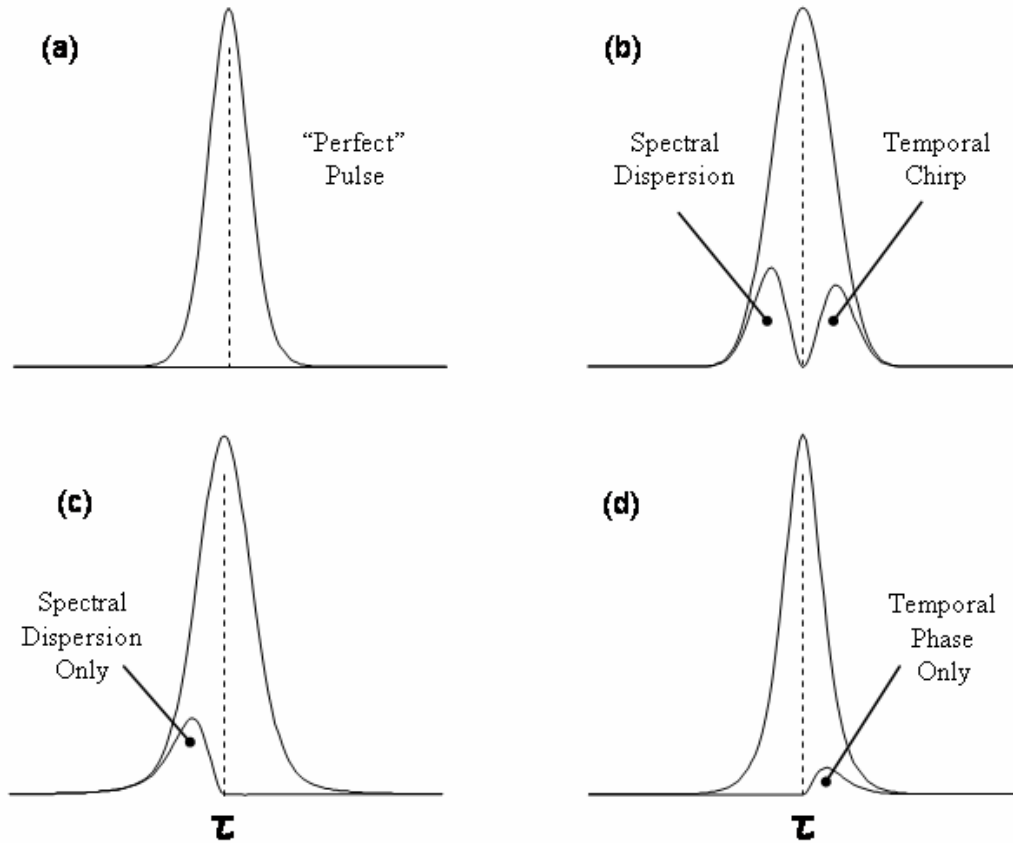 (a)
“Perfect”
Pulse
(b)
Spectral
Dispersion
Temporal
Chirp
(c)
Spectral
Dispersion
Only
τ
(d)
Temporal
Phase
Only
τ